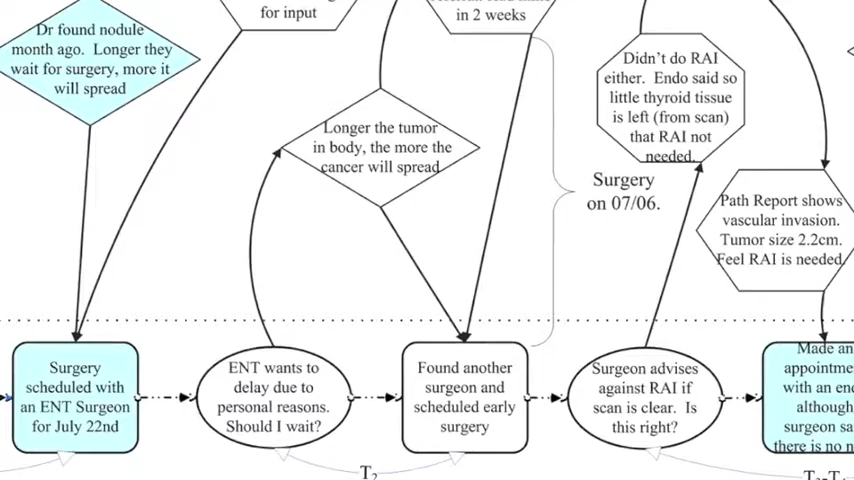 for input
in 2 weeks
Dr found nodule
month ago. Longer they
wait for surgery, more it
will spread
Didn't do RAI
either. Endo said so
little thyroid tissue
is left (from scan)
that RAI not
needed.
Longer the tumor
in body, the more the
cancer will spread
Surgery
on 07/06.
Path Report shows
vascular invasion.
Tumor size 2.2cm.
Feel RAI is needed
Surgery
scheduled with
an ENT Surgeon
for July 22nd
ENT wants to
delay due to
personal reasons.
Should I wait?
Found another
surgeon and
scheduled early
surgery
Surgeon advises
against RAI if
scan is clear. Is
this right?
Made an
appointme
with an en
although
surgeon sa
there is no n
T2